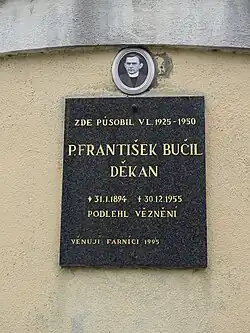 ZDE PŮSOBIL V L. 1925-1950
P. FRANTIŠEK BUČIL
DĚKAN
✝ 31.1.1894 ✝ 30.12.1955
PODLEHL VĚZNĚNÍ
VĚNUJÍ FARNÍCI 1995